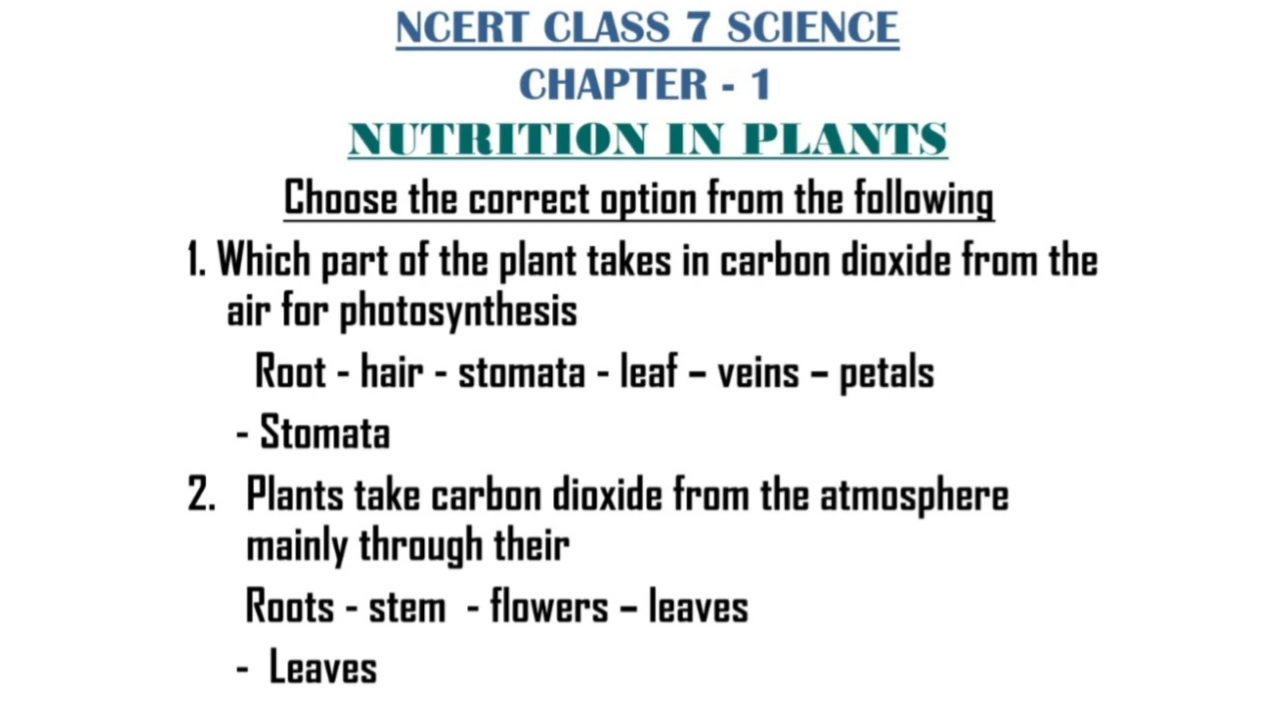 NCERT CLASS 7 SCIENCE
CHAPTER - 1
NUTRITION IN PLANTS
Choose the correct option from the following
1. Which part of the plant takes in carbon dioxide from the
air for photosynthesis
Root - hair - stomata - leaf – veins – petals
- Stomata
2. Plants take carbon dioxide from the atmosphere
mainly through their
Roots - stem - flowers – leaves
- Leaves